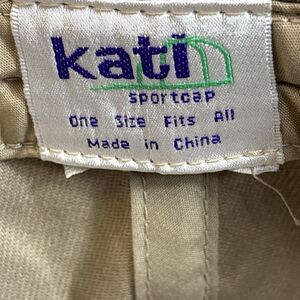 kati
sportcap
One Size Fits All
Made in China